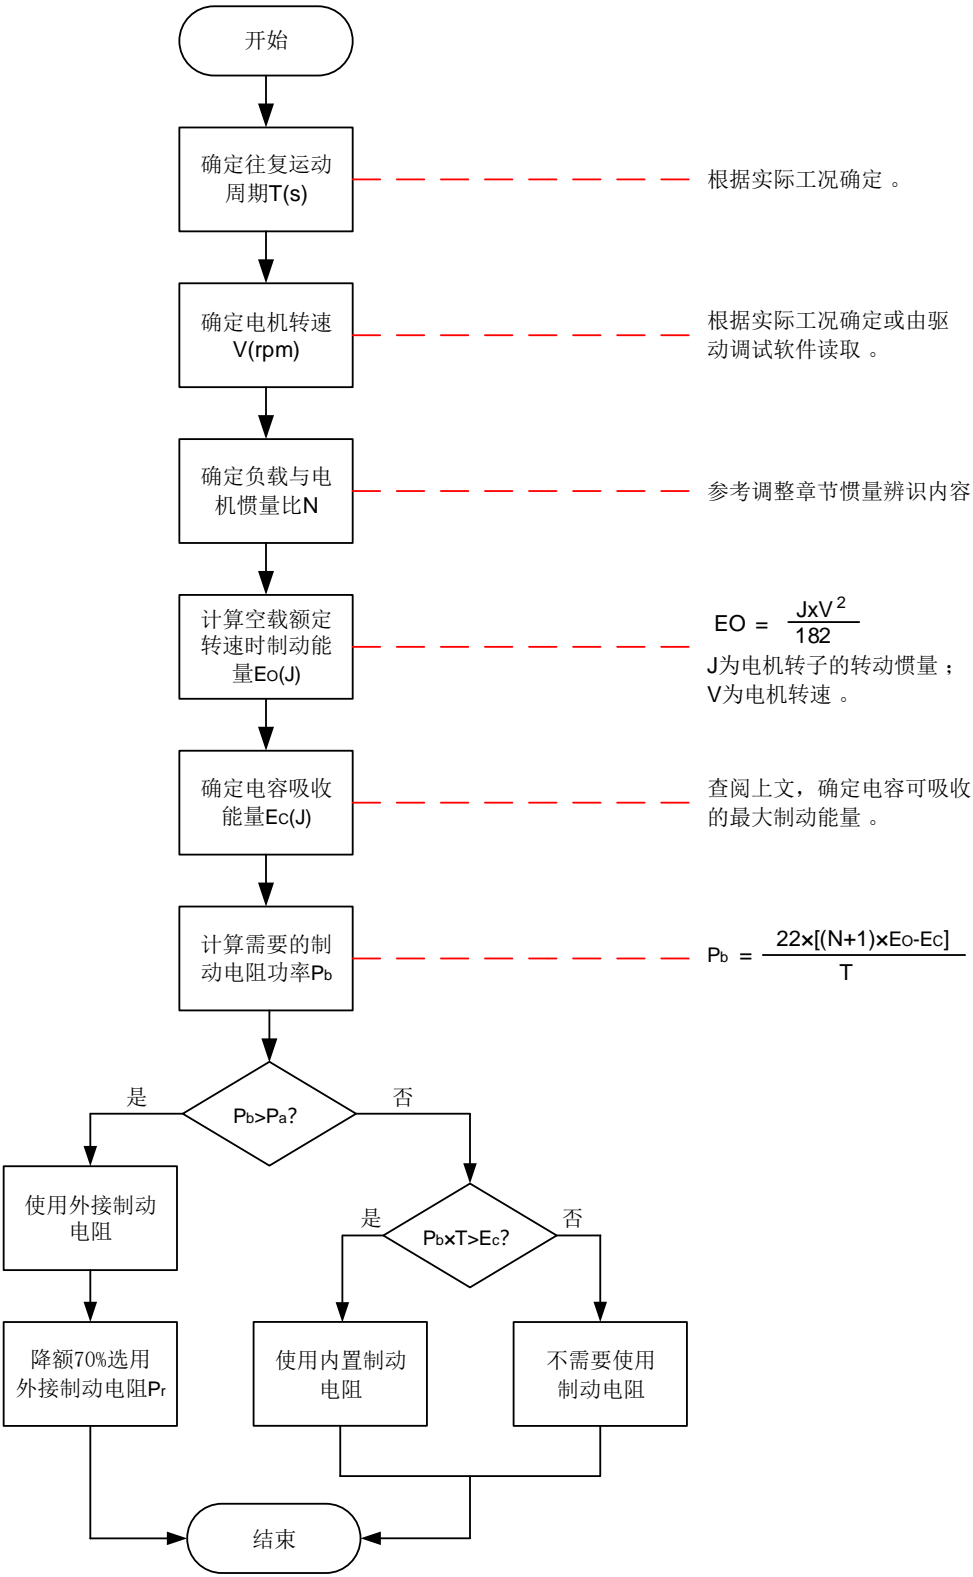 开始
确定往复运动
周期T(s)
根据实际工况确定 。
确定电机转速
V(rpm)
根据实际工况确定或由驱
动调试软件读取 。
确定负载与电
机惯量比N
参考调整章节惯量辨识内容
计算空载额定
转速时制动能
量Eo(J)
EO = JxV²
182
J为电机转子的转动惯量 ;
V为电机转速 。
确定电容吸收
能量Ec(J)
查阅上文，确定电容可吸收
的最大制动能量 。
计算需要的制
动电阻功率Pb
Pb = 22×[(N+1)×Eo-Ec]
T
Pb>Pa?
是
否
使用外接制动
电阻
Pb×T>Ec?
是
否
降额70%选用
外接制动电阻Pr
使用内置制动
电阻
不需要使用
制动电阻
结束